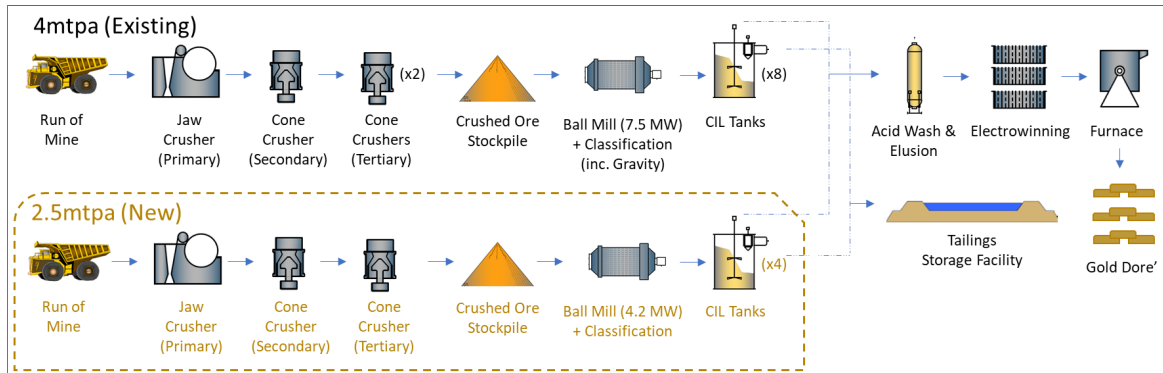 4mtpa (Existing)
Run of
Mine
Jaw
Crusher
(Primary)
Cone
Crusher
(Secondary)
(x2)
Cone
Crushers
(Tertiary)
Crushed Ore
Stockpile
Ball Mill (7.5 MW)
+ Classification
(inc. Gravity)
(x8)
CIL Tanks
Acid Wash &
Elusion
Electrowinning
Furnace
Tailings
Storage Facility
Gold Dore'
2.5mtpa (New)
Run of
Mine
Jaw
Crusher
(Primary)
Cone
Crusher
(Secondary)
Cone
Crusher
(Tertiary)
Crushed Ore
Stockpile
Ball Mill (4.2 MW)
+ Classification
(x4)
CIL Tanks